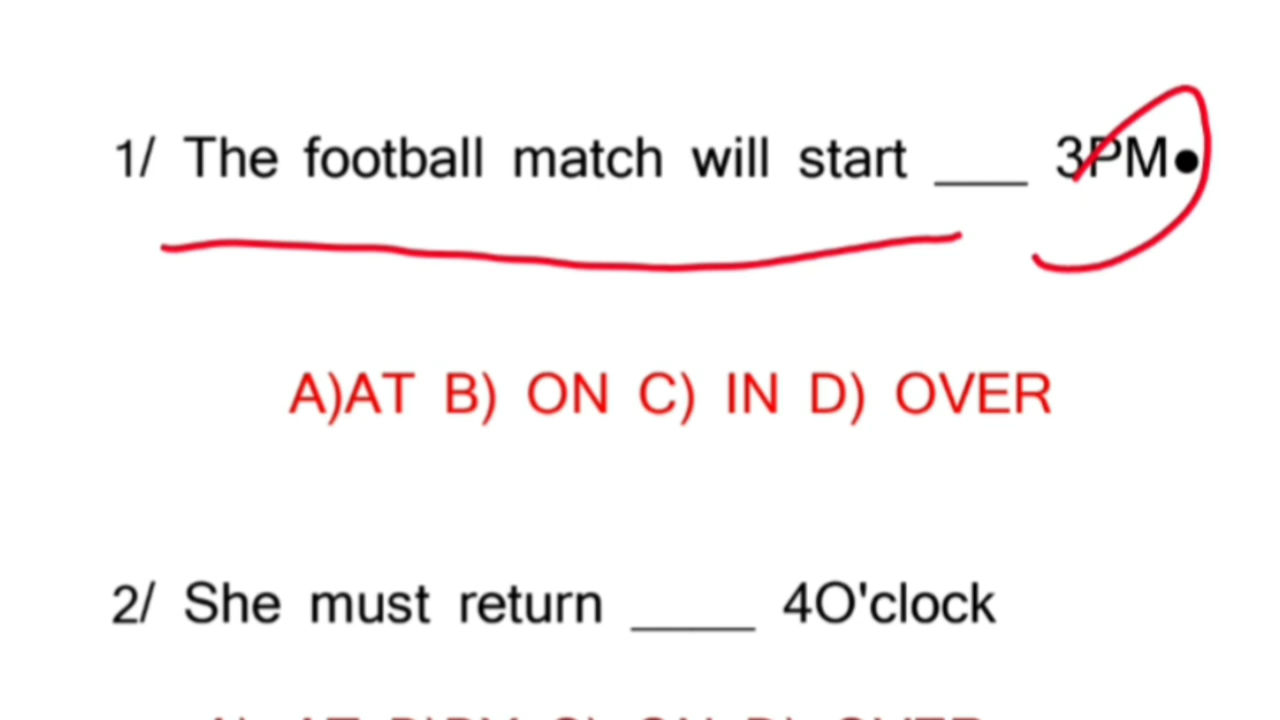 1/ The football match will start ___ 3PM•
A)AT B) ON C) IN D) OVER
2/ She must return ____ 4O'clock